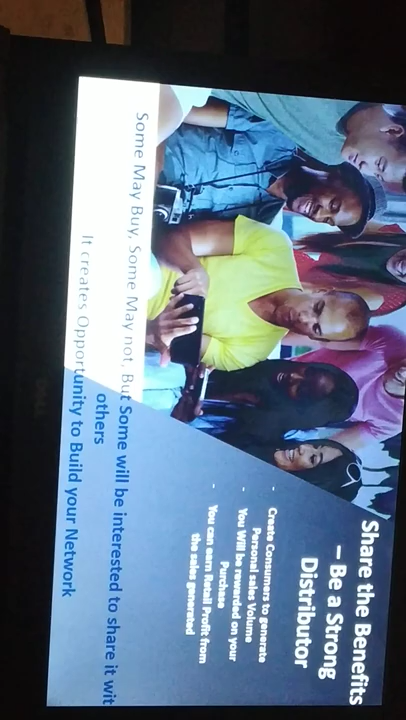 Share the Benefits
– Be a Strong
Distributor
- Create Consumers to generate
Personal sales Volume
- You Will be rewarded on your
Purchase
- You can earn Retail Profit from
the sales generated
Some May Buy, Some May not, But Some will be interested to share it wit
others
It creates Opportunity to Build your Network